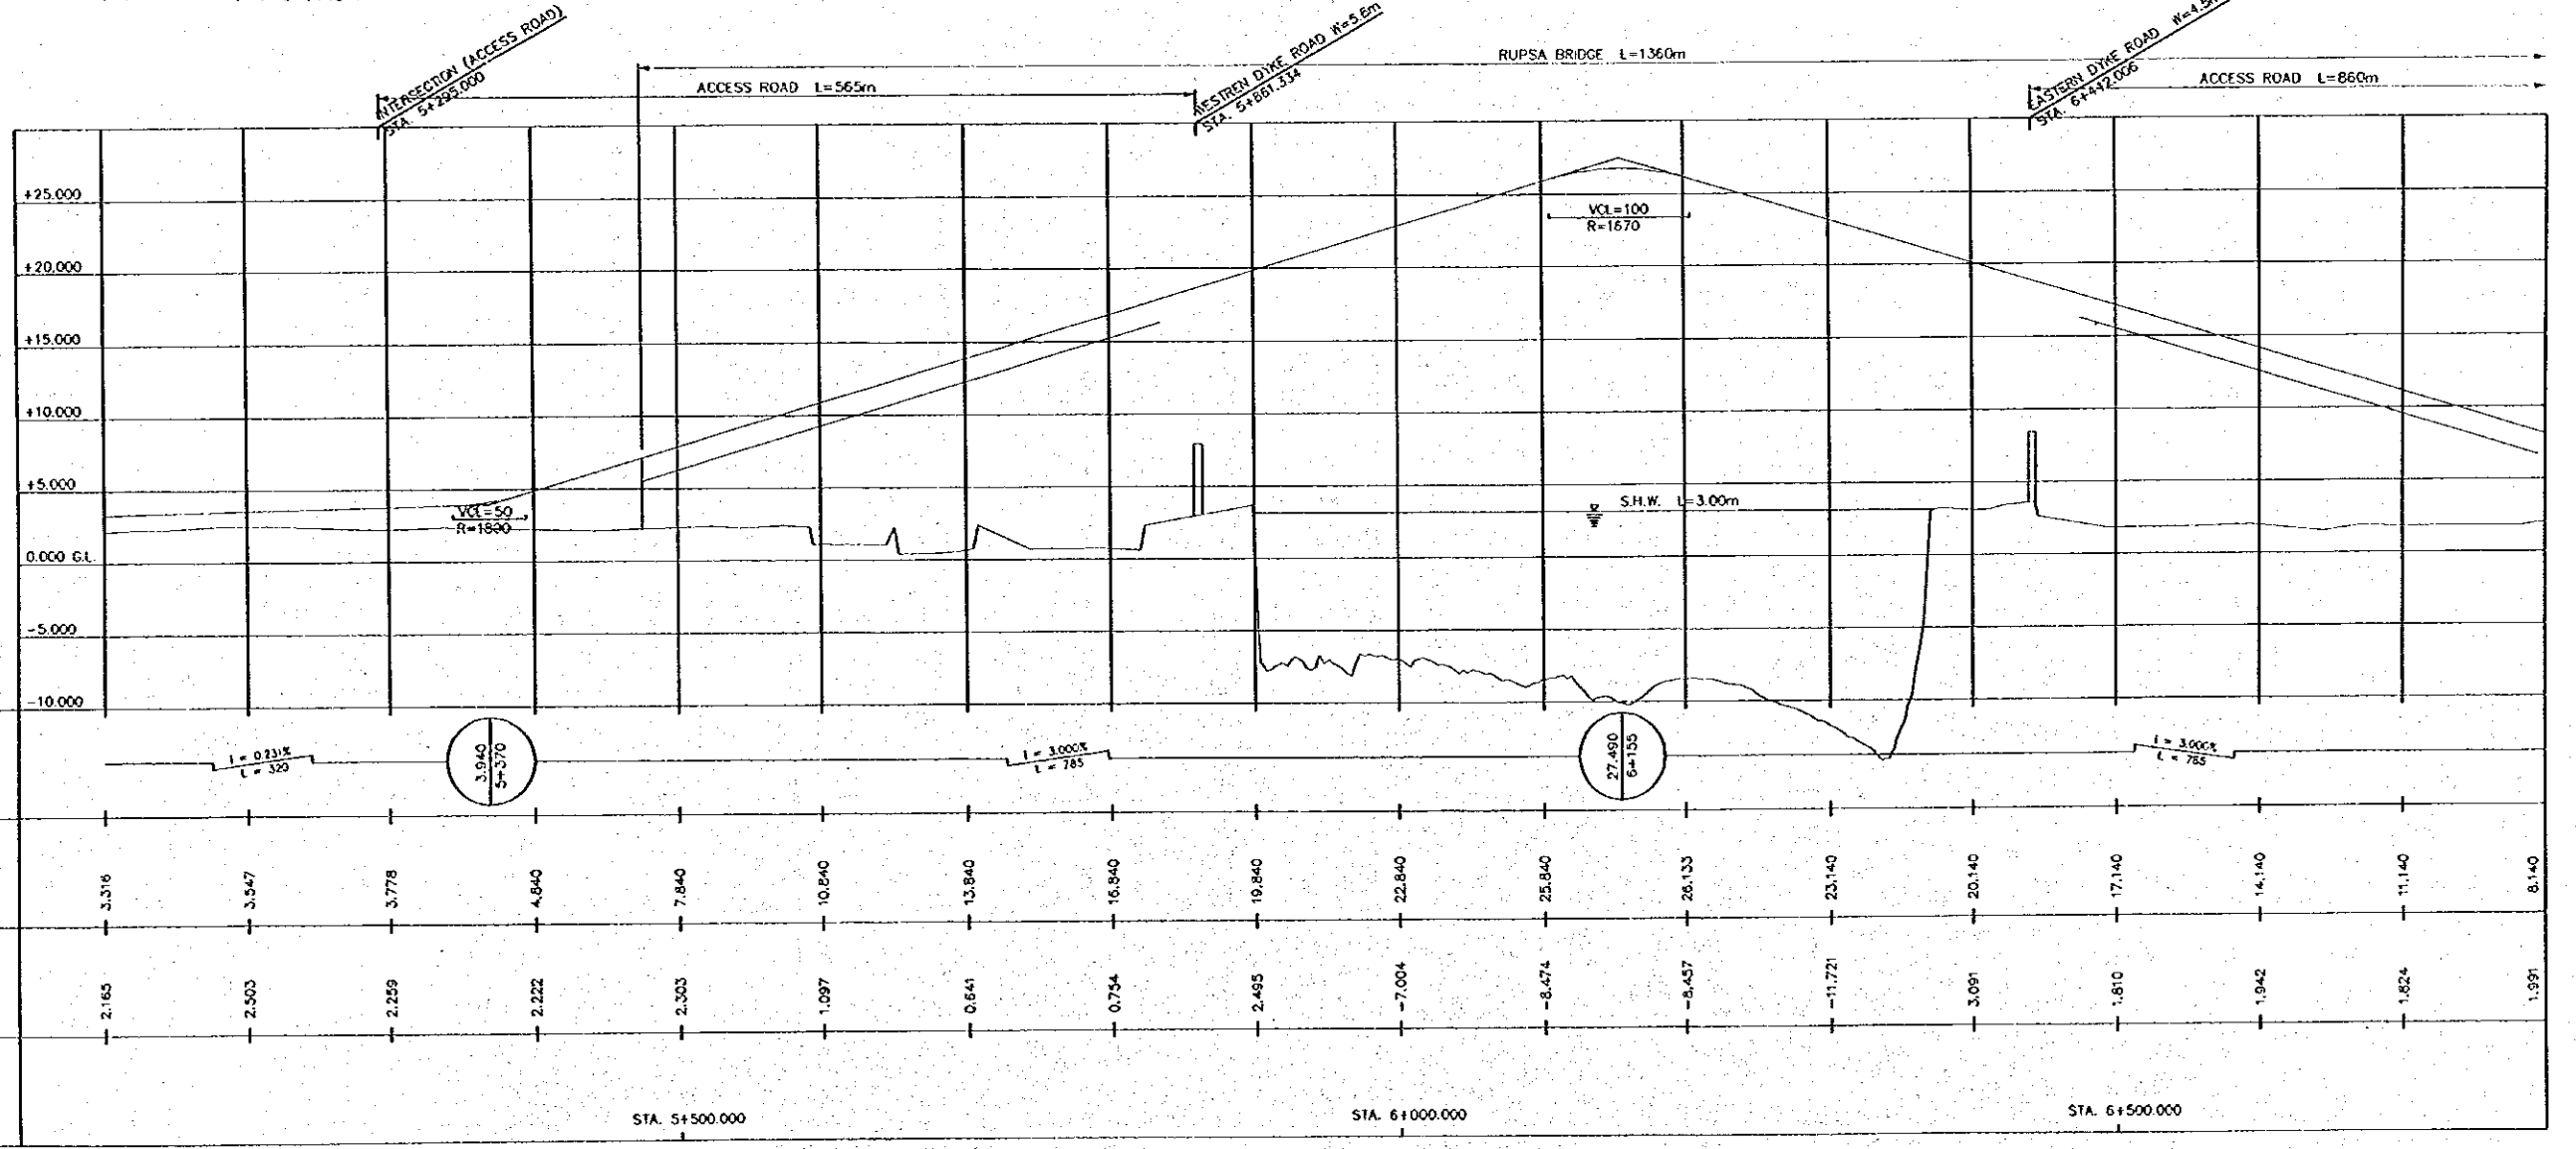 INTERSECTION (ACCESS ROAD)
STA. 5+295.000
WESTREN DYKE ROAD W=5.6m
STA. 5+861.334
EASTERN DYKE ROAD
STA. 6+442.006
RUPSA BRIDGE L=1360m
ACCESS ROAD L=565m
ACCESS ROAD L=860m
+25.000
+20.000
+15.000
+10.000
+5.000
0.000 G.L.
-5.000
-10.000
VCL=100
R=1670
S.H.W. L=3.00m
VCL=50
R=1800
i = 0.231%
L = 320
3.940
5+370
i = 3.000%
L = 785
27.490
6+155
i = 3.000%
L = 785
3.316 3.547 3.778 4.840 7.840 10.840 13.840 16.840 19.840 22.840 25.840 26.133 23.140 20.140 17.140 14.140 11.140 8.140
2.165 2.503 2.259 2.222 2.303 1.097 0.641 0.754 2.495 -7.004 -8.474 -8.457 -11.721 3.091 1.810 1.942 1.824 1.991
STA. 5+500.000 STA. 6+000.000 STA. 6+500.000